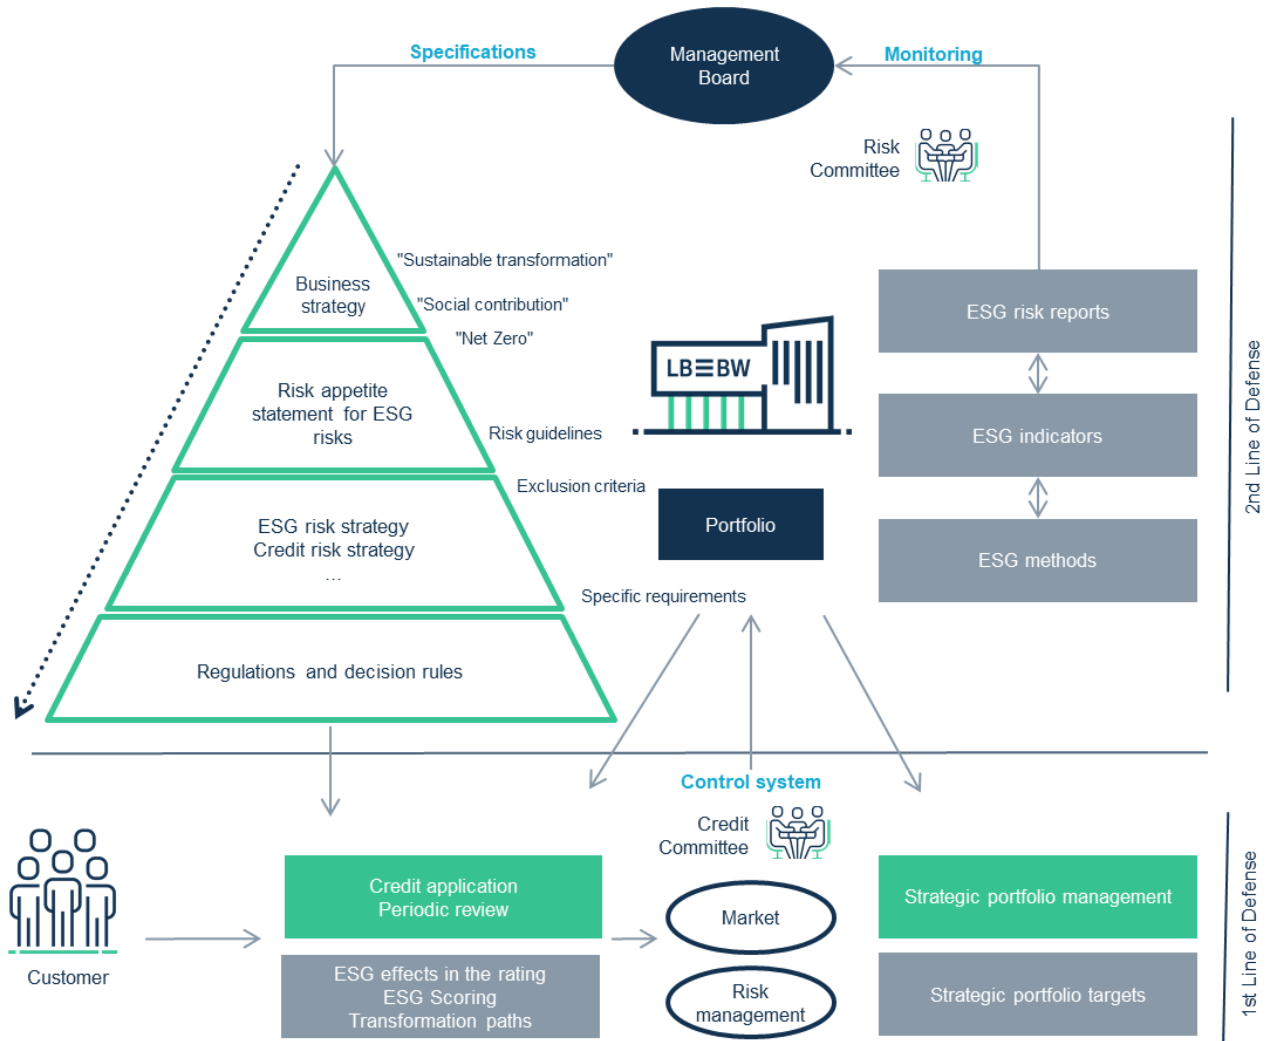 Specifications
Management
Board
Monitoring
Risk
Committee
Business
strategy
"Sustainable transformation"
"Social contribution"
"Net Zero"
Risk appetite
statement for ESG
risks
Risk guidelines
Exclusion criteria
ESG risk strategy
Credit risk strategy
...
Specific requirements
Regulations and decision rules
LB≡BW
Portfolio
ESG risk reports
ESG indicators
ESG methods
2nd Line of Defense
Control system
Credit
Committee
Customer
Credit application
Periodic review
ESG effects in the rating
ESG Scoring
Transformation paths
Market
Risk
management
Strategic portfolio management
Strategic portfolio targets
1st Line of Defense